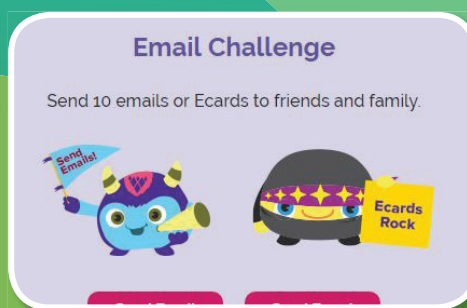 Email Challenge
Send 10 emails or Ecards to friends and family.
Send
Emails!
Ecards
Rock